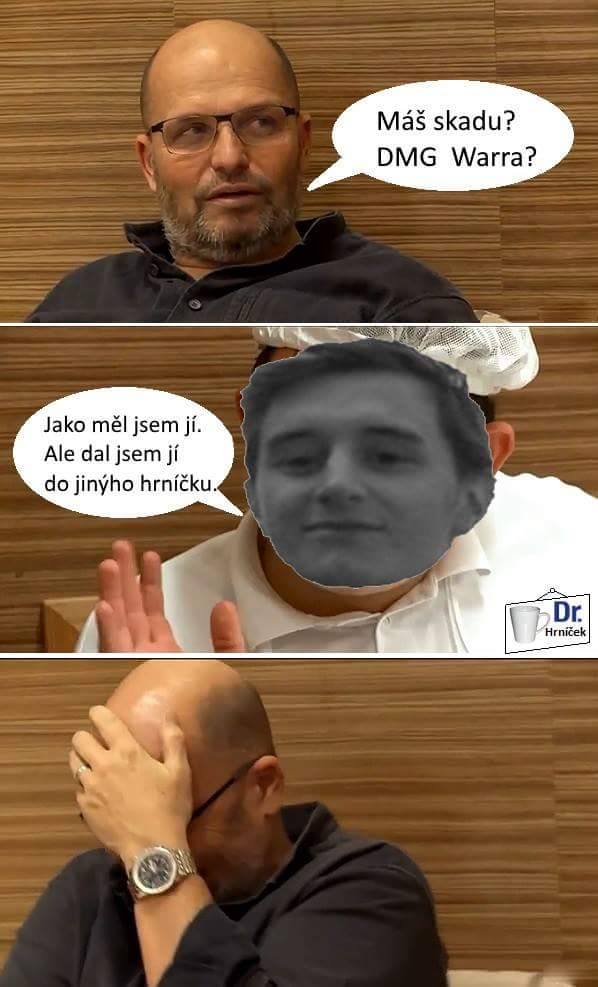 Máš skadu?
DMG Warra?
Jako měl jsem jí.
Ale dal jsem jí
do jinýho hrníčku.
Dr.
Hrníček